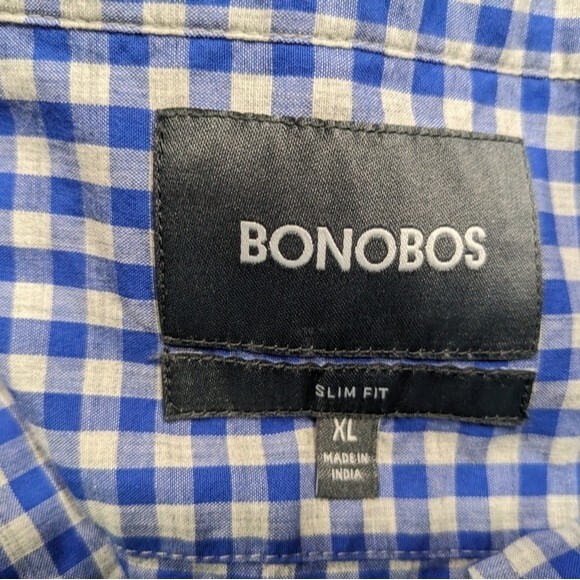 BONOBOS
SLIM FIT
XL
MADE IN
INDIA